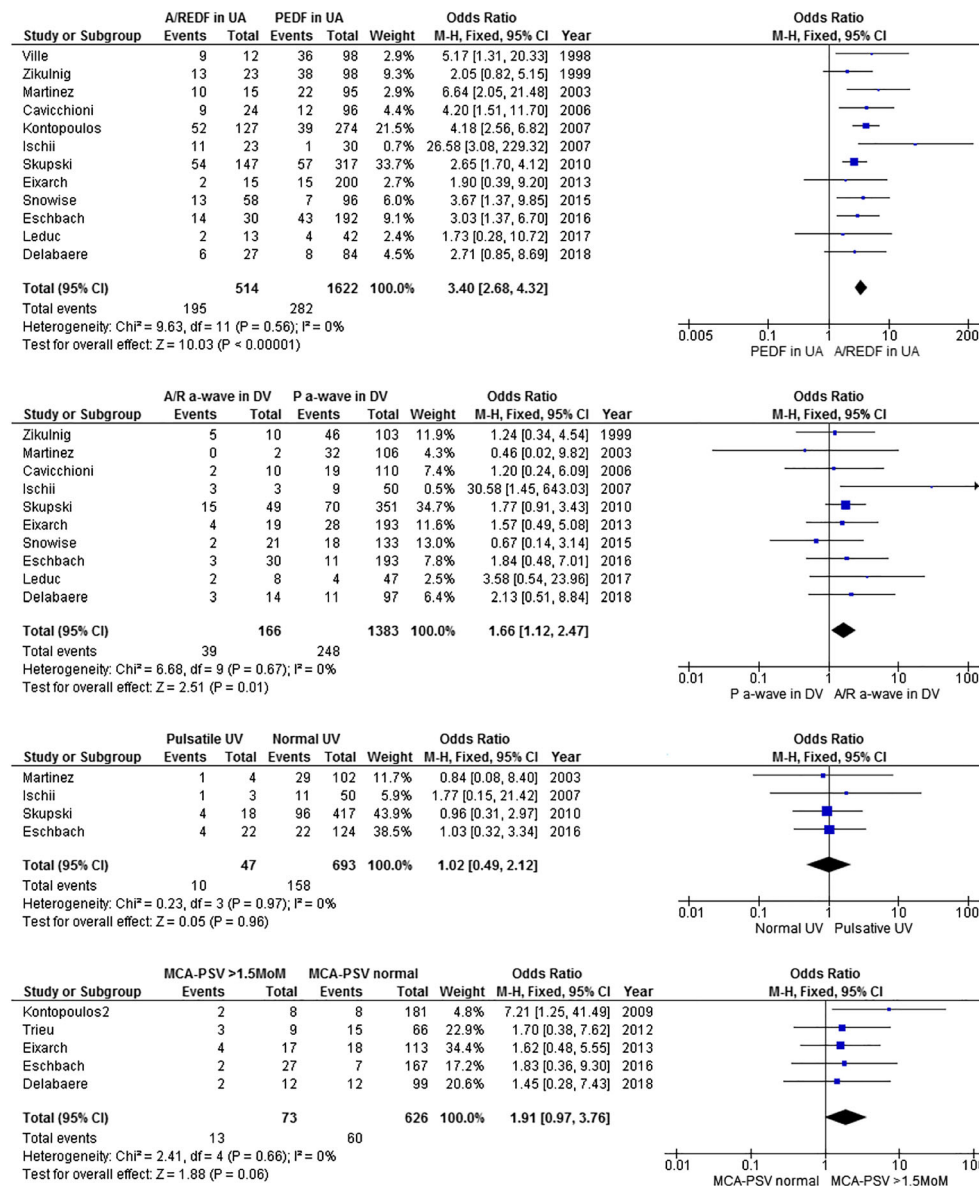 A/REDF in UA PEDF in UA Odds Ratio Odds Ratio
Study or Subgroup Events Total Events Total Weight M-H, Fixed, 95% CI Year M-H, Fixed, 95% CI
Ville 9 12 36 98 2.9% 5.17 [1.31, 20.33] 1998
Zikulnig 13 23 38 98 9.3% 2.05 [0.82, 5.15] 1999
Martinez 10 15 22 95 2.9% 6.64 [2.05, 21.48] 2003
Cavicchioni 9 24 12 96 4.4% 4.20 [1.51, 11.70] 2006
Kontopoulos 52 127 39 274 21.5% 4.18 [2.56, 6.82] 2007
Ischii 11 23 1 30 0.7% 26.58 [3.08, 229.32] 2007
Skupski 54 147 57 317 33.7% 2.65 [1.70, 4.12] 2010
Eixarch 2 15 15 200 2.7% 1.90 [0.39, 9.20] 2013
Snowise 13 58 7 96 6.0% 3.67 [1.37, 9.85] 2015
Eschbach 14 30 43 192 9.1% 3.03 [1.37, 6.70] 2016
Leduc 2 13 4 42 2.4% 1.73 [0.28, 10.72] 2017
Delabaere 6 27 8 84 4.5% 2.71 [0.85, 8.69] 2018
Total (95% CI) 514 1622 100.0% 3.40 [2.68, 4.32]
Total events 195 282
Heterogeneity: Chi² = 9.63, df = 11 (P = 0.56); I² = 0%
Test for overall effect: Z = 10.03 (P < 0.00001)
0.005 0.1 1 10 200
PEDF in UA A/REDF in UA
A/R a-wave in DV P a-wave in DV Odds Ratio Odds Ratio
Study or Subgroup Events Total Events Total Weight M-H, Fixed, 95% CI Year M-H, Fixed, 95% CI
Zikulnig 5 10 46 103 11.9% 1.24 [0.34, 4.54] 1999
Martinez 0 2 32 106 4.3% 0.46 [0.02, 9.82] 2003
Cavicchioni 2 10 19 110 7.4% 1.20 [0.24, 6.09] 2006
Ischii 3 3 9 50 0.5% 30.58 [1.45, 643.03] 2007
Skupski 15 49 70 351 34.7% 1.77 [0.91, 3.43] 2010
Eixarch 4 19 28 193 11.6% 1.57 [0.49, 5.08] 2013
Snowise 2 21 18 133 13.0% 0.67 [0.14, 3.14] 2015
Eschbach 3 30 11 193 7.8% 1.84 [0.48, 7.01] 2016
Leduc 2 8 4 47 2.5% 3.58 [0.54, 23.96] 2017
Delabaere 3 14 11 97 6.4% 2.13 [0.51, 8.84] 2018
Total (95% CI) 166 1383 100.0% 1.66 [1.12, 2.47]
Total events 39 248
Heterogeneity: Chi² = 6.68, df = 9 (P = 0.67); I² = 0%
Test for overall effect: Z = 2.51 (P = 0.01)
0.01 0.1 1 10 100
P a-wave in DV A/R a-wave in DV
Pulsatile UV Normal UV Odds Ratio Odds Ratio
Study or Subgroup Events Total Events Total Weight M-H, Fixed, 95% CI Year M-H, Fixed, 95% CI
Martinez 1 4 29 102 11.7% 0.84 [0.08, 8.40] 2003
Ischii 1 3 11 50 5.9% 1.77 [0.15, 21.42] 2007
Skupski 4 18 96 417 43.9% 0.96 [0.31, 2.97] 2010
Eschbach 4 22 22 124 38.5% 1.03 [0.32, 3.34] 2016
Total (95% CI) 47 693 100.0% 1.02 [0.49, 2.12]
Total events 10 158
Heterogeneity: Chi² = 0.23, df = 3 (P = 0.97); I² = 0%
Test for overall effect: Z = 0.05 (P = 0.96)
0.01 0.1 1 10 100
Normal UV Pulsative UV
MCA-PSV >1.5MoM MCA-PSV normal Odds Ratio Odds Ratio
Study or Subgroup Events Total Events Total Weight M-H, Fixed, 95% CI Year M-H, Fixed, 95% CI
Kontopoulos2 2 8 8 181 4.8% 7.21 [1.25, 41.49] 2009
Trieu 3 9 15 66 22.9% 1.70 [0.38, 7.62] 2012
Eixarch 4 17 18 113 34.4% 1.62 [0.48, 5.55] 2013
Eschbach 2 27 7 167 17.2% 1.83 [0.36, 9.30] 2016
Delabaere 2 12 12 99 20.6% 1.45 [0.28, 7.43] 2018
Total (95% CI) 73 626 100.0% 1.91 [0.97, 3.76]
Total events 13 60
Heterogeneity: Chi² = 2.41, df = 4 (P = 0.66); I² = 0%
Test for overall effect: Z = 1.88 (P = 0.06)
0.01 0.1 1 10 100
MCA-PSV normal MCA-PSV >1.5MoM